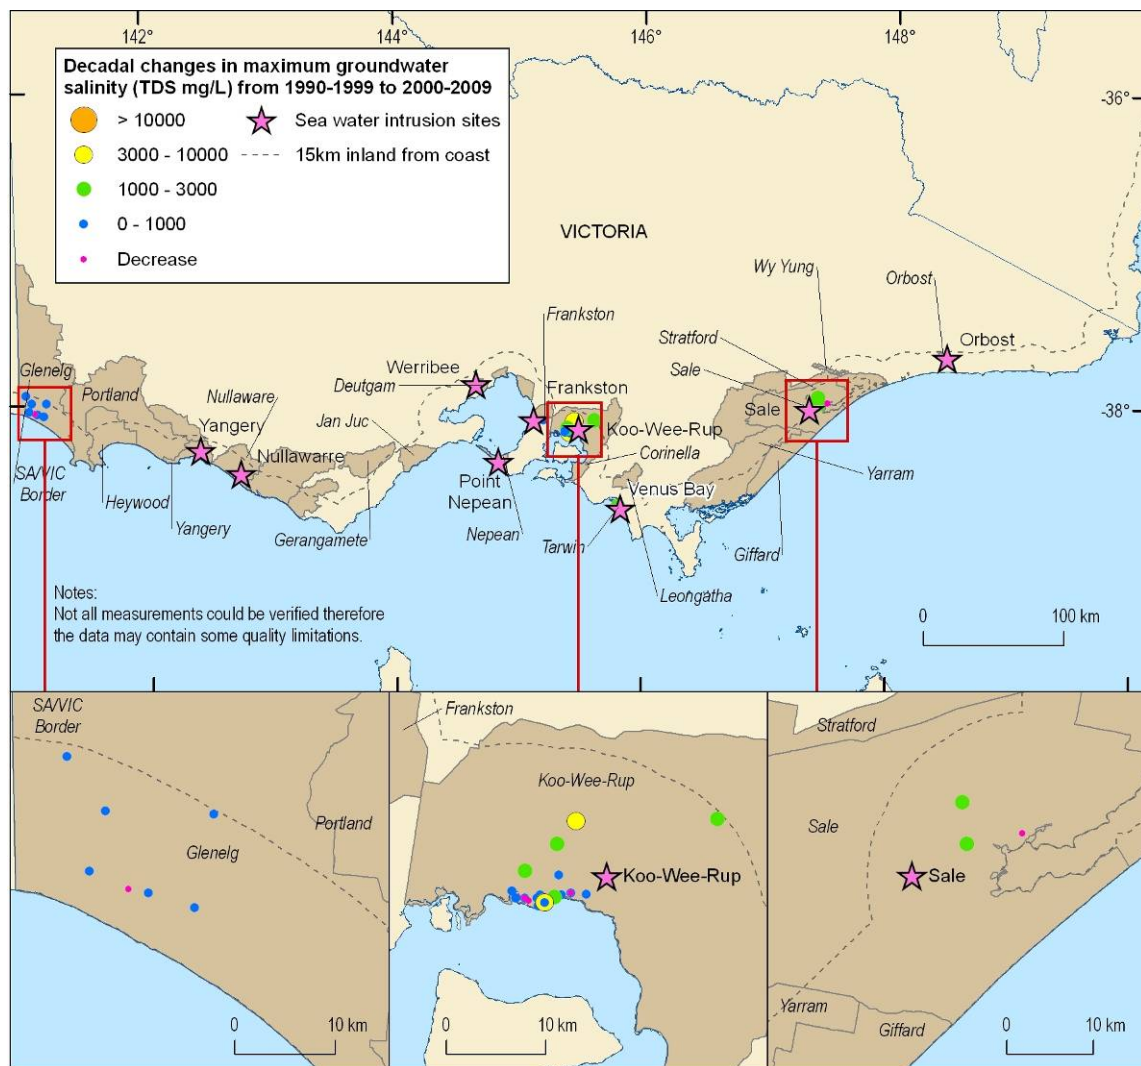 142
144
146
148°
-36°
-38°
Decadal changes in maximum groundwater
salinity (TDS mg/L) from 1990-1999 to 2000-2009
> 10000
3000 - 10000
1000 - 3000
0 - 1000
Decrease
Sea water intrusion sites
15km inland from coast
VICTORIA
Wy Yung
Orbost
Stratford
Sale
Orbost
Frankston
Werribee
Deutgam
Frankston
Sale
Glenelg
Portland
Nullaware
Yangery
Jan Juc
Nullawarre
Koo-Wee-Rup
Corinella
Yarram
SA/VIC
Border
Heywood
Yangery
Gerangamete
Point
Nepean
Nepean
Venus Bay
Tarwin
Leongatha
Giffard
Notes:
Not all measurements could be verified therefore
the data may contain some quality limitations.
0 100 km
SA/VIC
Border
Portland
Glenelg
0 10 km
Frankston
Koo-Wee-Rup
Koo-Wee-Rup
0 10 km
Stratford
Sale
Sale
Yarram
Giffard
0 10 km